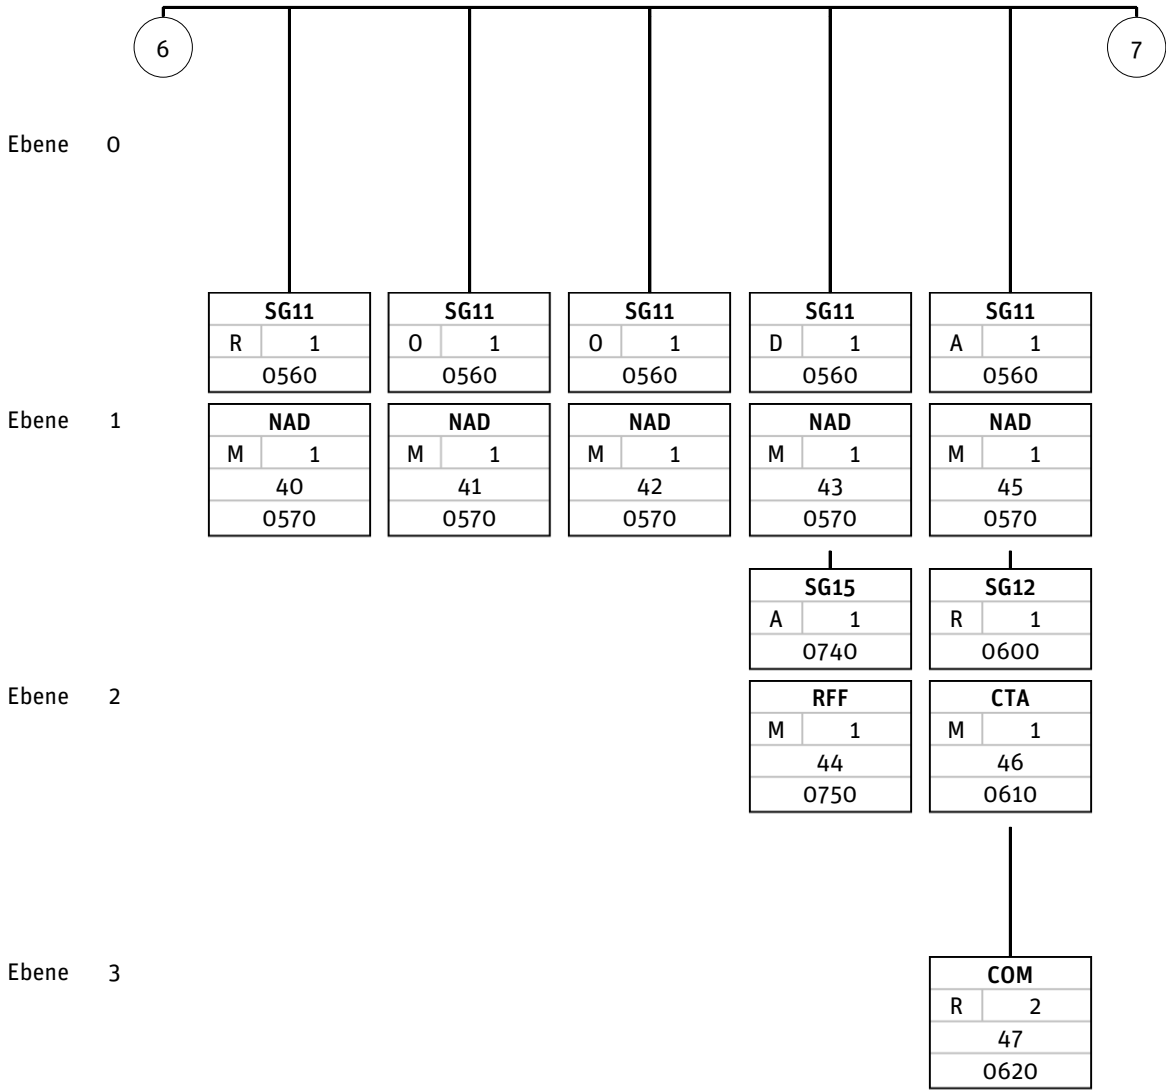 6 7
Ebene 0
SG11 SG11 SG11 SG11 SG11
R 1 O 1 O 1 D 1 A 1
0560 0560 0560 0560 0560
Ebene 1 NAD NAD NAD NAD NAD
M 1 M 1 M 1 M 1 M 1
40 41 42 43 45
0570 0570 0570 0570 0570
SG15 SG12
A 1 R 1
0740 0600
Ebene 2 RFF CTA
M 1 M 1
44 46
0750 0610
Ebene 3 COM
R 2
47
0620